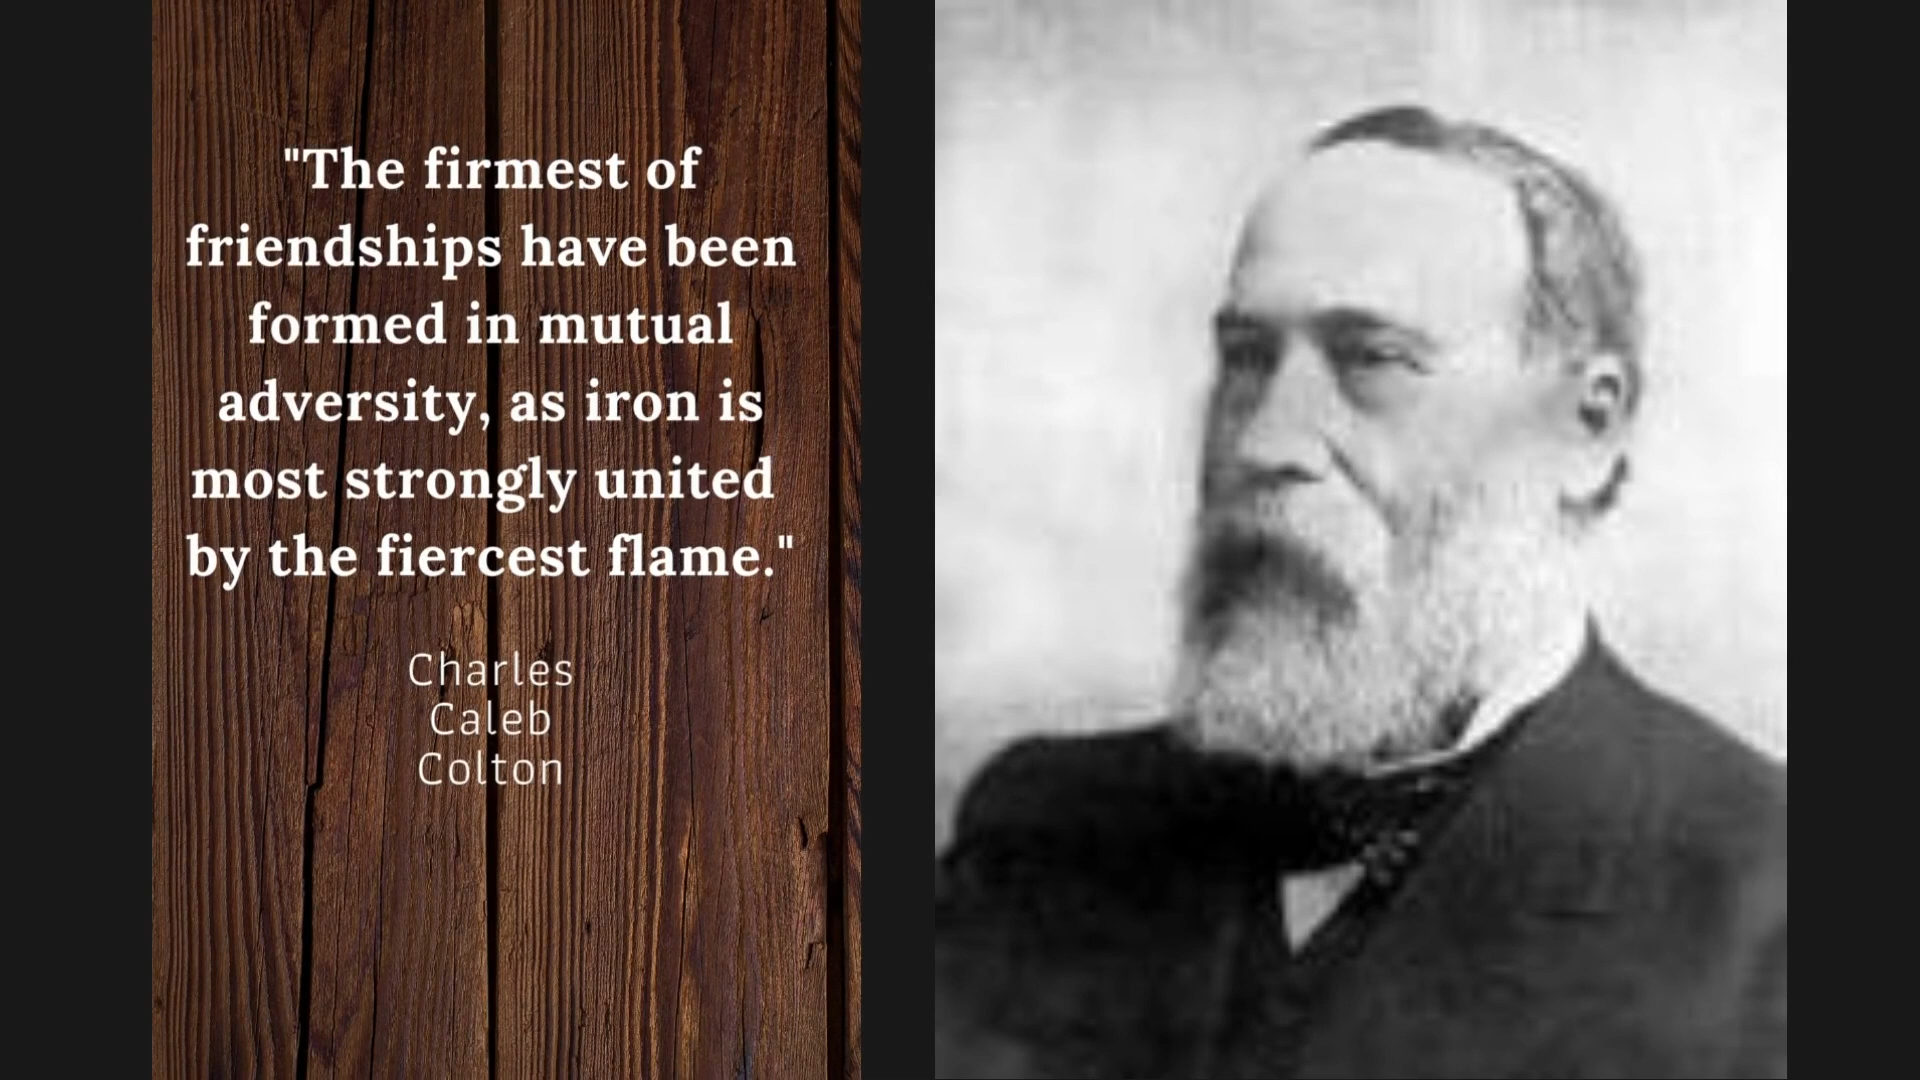 "The firmest of
friendships have been
formed in mutual
adversity, as iron is
most strongly united
by the fiercest flame."
Charles
Caleb
Colton